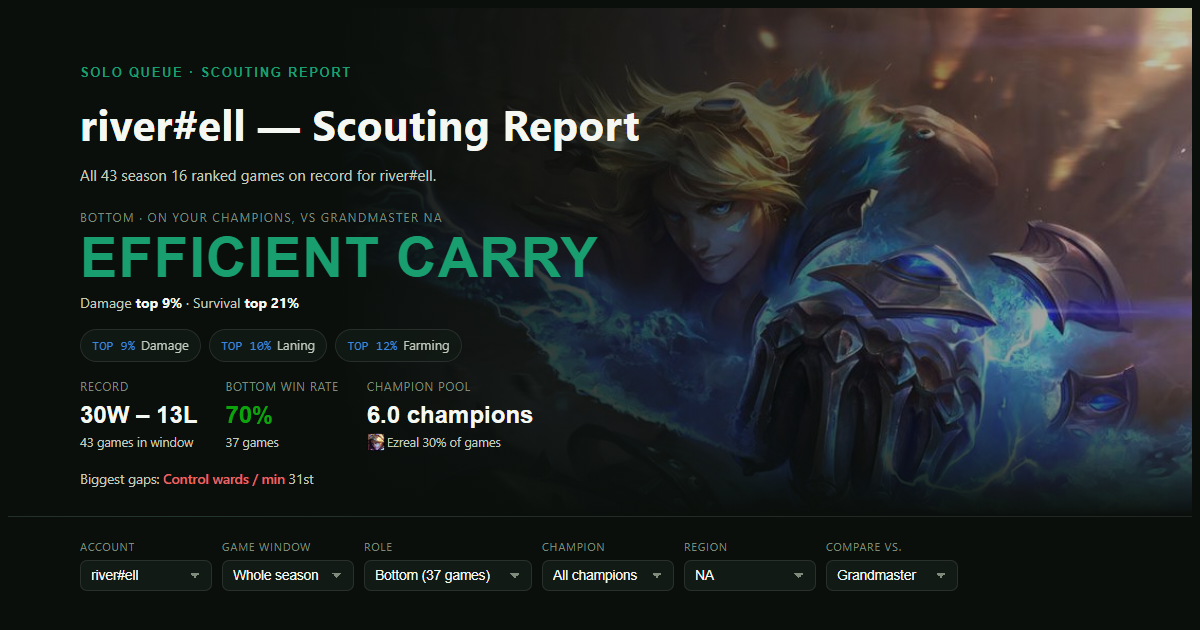 SOLO QUEUE · SCOUTING REPORT
river#ell — Scouting Report
All 43 season 16 ranked games on record for river#ell.
BOTTOM · ON YOUR CHAMPIONS, VS GRANDMASTER NA
EFFICIENT CARRY
Damage top 9% · Survival top 21%
TOP 9% Damage TOP 10% Laning TOP 12% Farming
RECORD BOTTOM WIN RATE CHAMPION POOL
30W – 13L 70% 6.0 champions
43 games in window 37 games Ezreal 30% of games
Biggest gaps: Control wards / min 31st
ACCOUNT GAME WINDOW ROLE CHAMPION REGION COMPARE VS.
river#ell Whole season Bottom (37 games) All champions NA Grandmaster